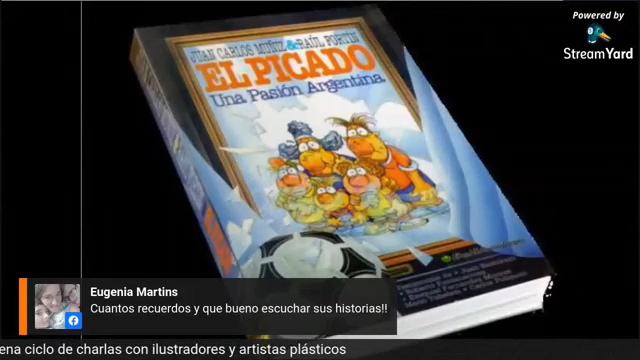 Powered by
StreamYard
JUAN CARLOS MUÑIZ & RAÚL FORTÍN
EL PICADO
Una Pasión Argentina
Eugenia Martins
Cuantos recuerdos y que bueno escuchar sus historias!!
ena ciclo de charlas con ilustradores y artistas plásticos